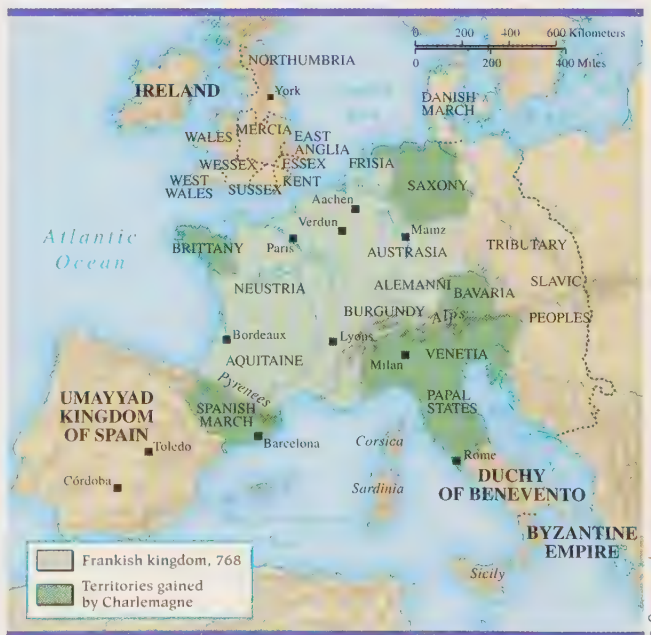 0 200 400 600 Kilometers
0 200 400 Miles
NORTHUMBRIA
IRELAND
York
DANISH
MARCH
WALES
MERCIA
EAST
ANGLIA
WESSEX
ESSEX
FRISIA
WEST
WALES
SUSSEX
KENT
SAXONY
Aachen
Verdun
Mainz
Atlantic
Ocean
BRITTANY
Paris
AUSTRASIA
TRIBUTARY
NEUSTRIA
ALEMANNI
BAVARIA
SLAVIC
BURGUNDY
Alps
PEOPLES
Bordeaux
Lyons
AQUITAINE
Milan
VENETIA
Pyrenees
UMAYYAD
KINGDOM
OF SPAIN
SPANISH
MARCH
PAPAL
STATES
Toledo
Barcelona
Corsica
Rome
Córdoba
Sardinia
DUCHY
OF BENEVENTO
BYZANTINE
EMPIRE
Sicily
Frankish kingdom, 768
Territories gained
by Charlemagne